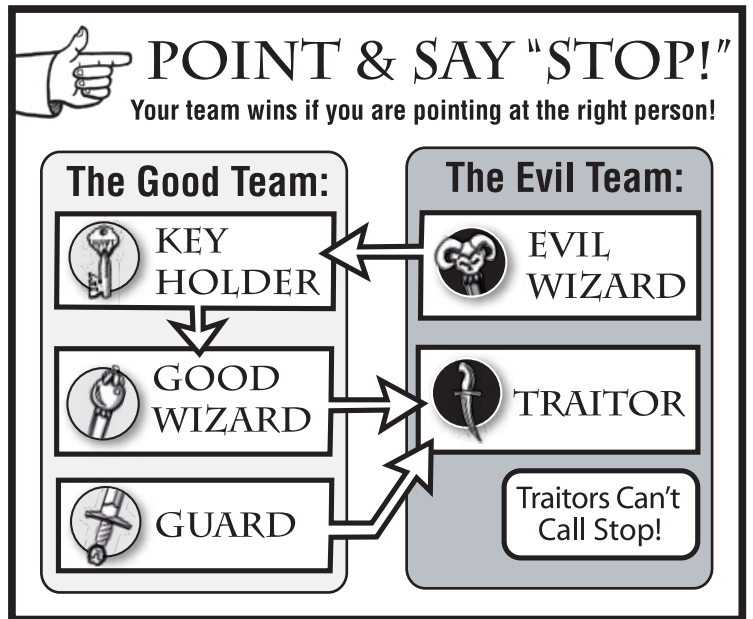 POINT & SAY “STOP!”
Your team wins if you are pointing at the right person!
The Good Team:
KEY
HOLDER
GOOD
WIZARD
GUARD
The Evil Team:
EVIL
WIZARD
TRAITOR
Traitors Can’t
Call Stop!